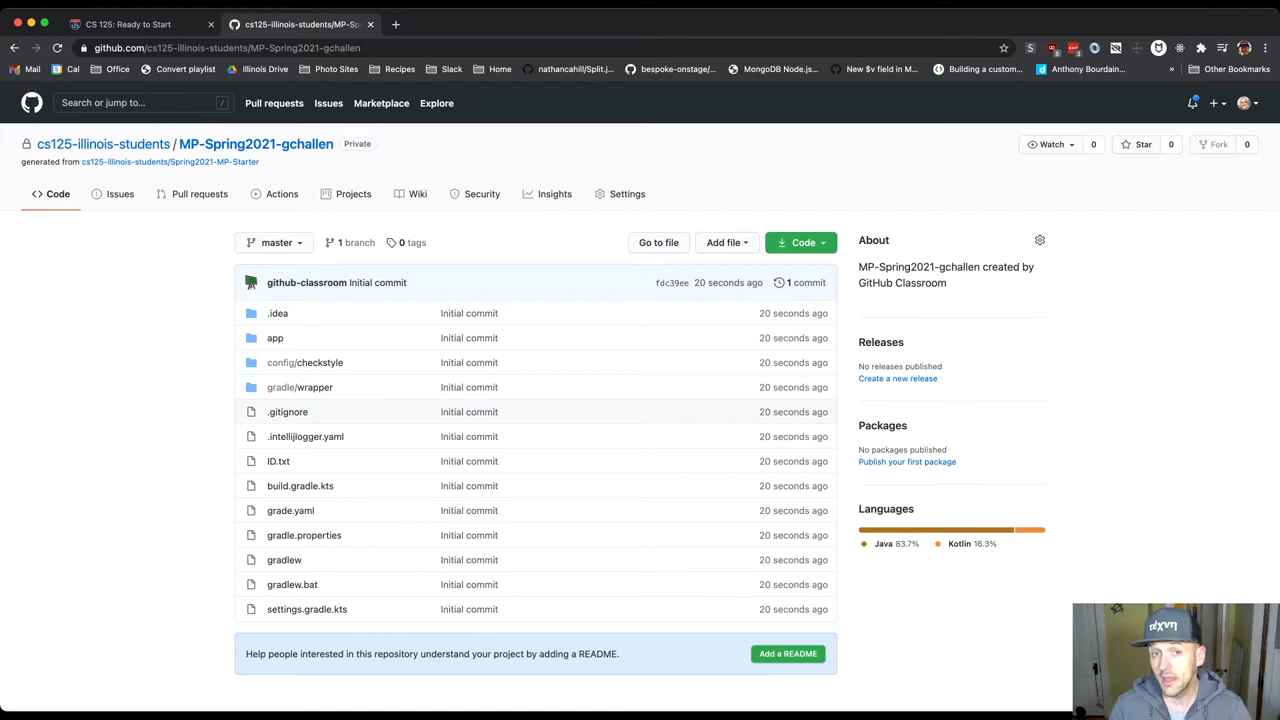 CS 125: Ready to Start
cs125-illinois-students/MP-Sp
github.com/cs125-illinois-students/MP-Spring2021-gchallen
Mail Cal Office Convert playlist Illinois Drive Photo Sites Recipes Slack Home nathancahill/Split.j... bespoke-onstage/... MongoDB Node.js... New $v field in M... Building a custom... Anthony Bourdain... » Other Bookmarks
Search or jump to... / Pull requests Issues Marketplace Explore
cs125-illinois-students / MP-Spring2021-gchallen Private
Watch 0 Star 0 Fork 0
generated from cs125-illinois-students/Spring2021-MP-Starter
Code Issues Pull requests Actions Projects Wiki Security Insights Settings
master 1 branch 0 tags Go to file Add file Code
github-classroom Initial commit fdc39ee 20 seconds ago 1 commit
.idea Initial commit 20 seconds ago
app Initial commit 20 seconds ago
config/checkstyle Initial commit 20 seconds ago
gradle/wrapper Initial commit 20 seconds ago
.gitignore Initial commit 20 seconds ago
.intellijlogger.yaml Initial commit 20 seconds ago
ID.txt Initial commit 20 seconds ago
build.gradle.kts Initial commit 20 seconds ago
grade.yaml Initial commit 20 seconds ago
gradle.properties Initial commit 20 seconds ago
gradlew Initial commit 20 seconds ago
gradlew.bat Initial commit 20 seconds ago
settings.gradle.kts Initial commit 20 seconds ago
Help people interested in this repository understand your project by adding a README. Add a README
About
MP-Spring2021-gchallen created by
GitHub Classroom
Releases
No releases published
Create a new release
Packages
No packages published
Publish your first package
Languages
Java 83.7% Kotlin 16.3%